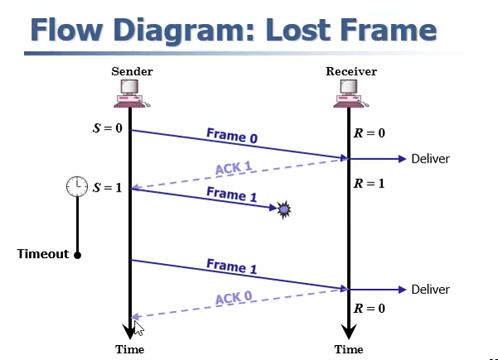 Flow Diagram: Lost Frame
Sender
Receiver
S = 0
Frame 0
R = 0
Deliver
ACK 1
S = 1
Frame 1
R = 1
Timeout
Frame 1
Deliver
ACK 0
R = 0
Time
Time